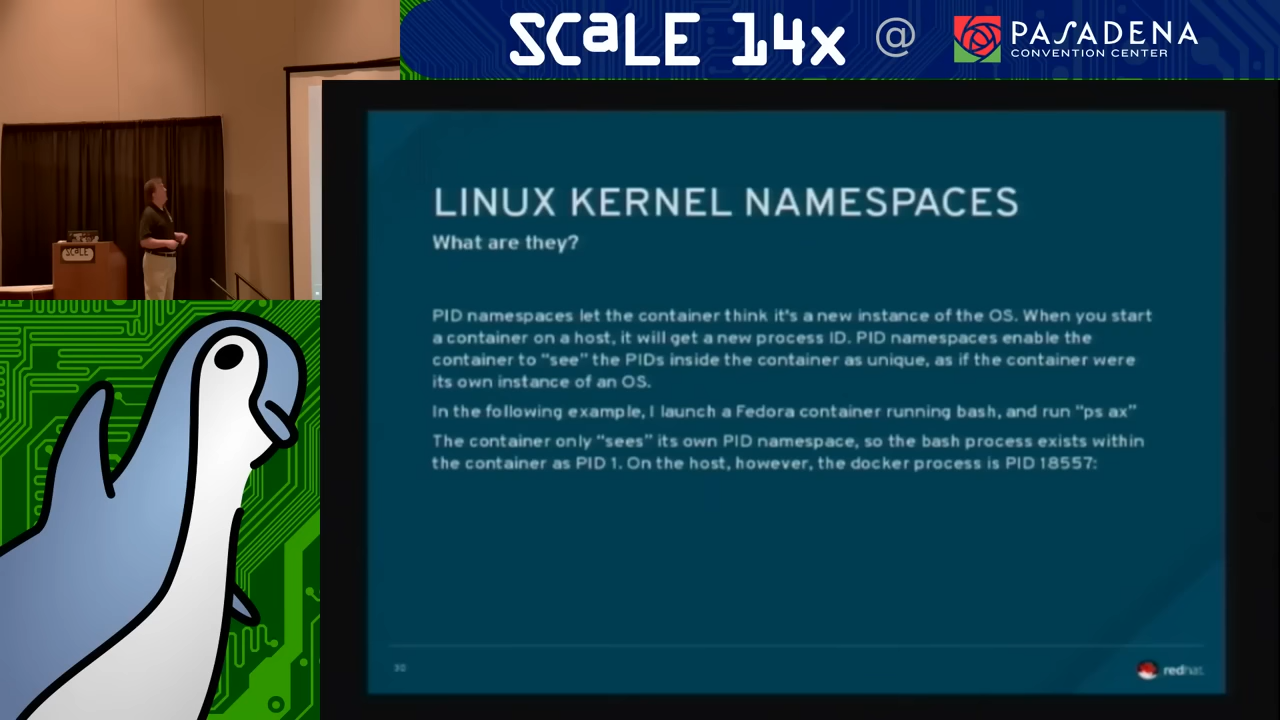 SCaLE 14x @ PASADENA
CONVENTION CENTER
SCaLE
LINUX KERNEL NAMESPACES
What are they?
PID namespaces let the container think it's a new instance of the OS. When you start
a container on a host, it will get a new process ID. PID namespaces enable the
container to "see" the PIDs inside the container as unique, as if the container were
its own instance of an OS.
In the following example, I launch a Fedora container running bash, and run "ps ax"
The container only "sees" its own PID namespace, so the bash process exists within
the container as PID 1. On the host, however, the docker process is PID 18557:
30
redhat